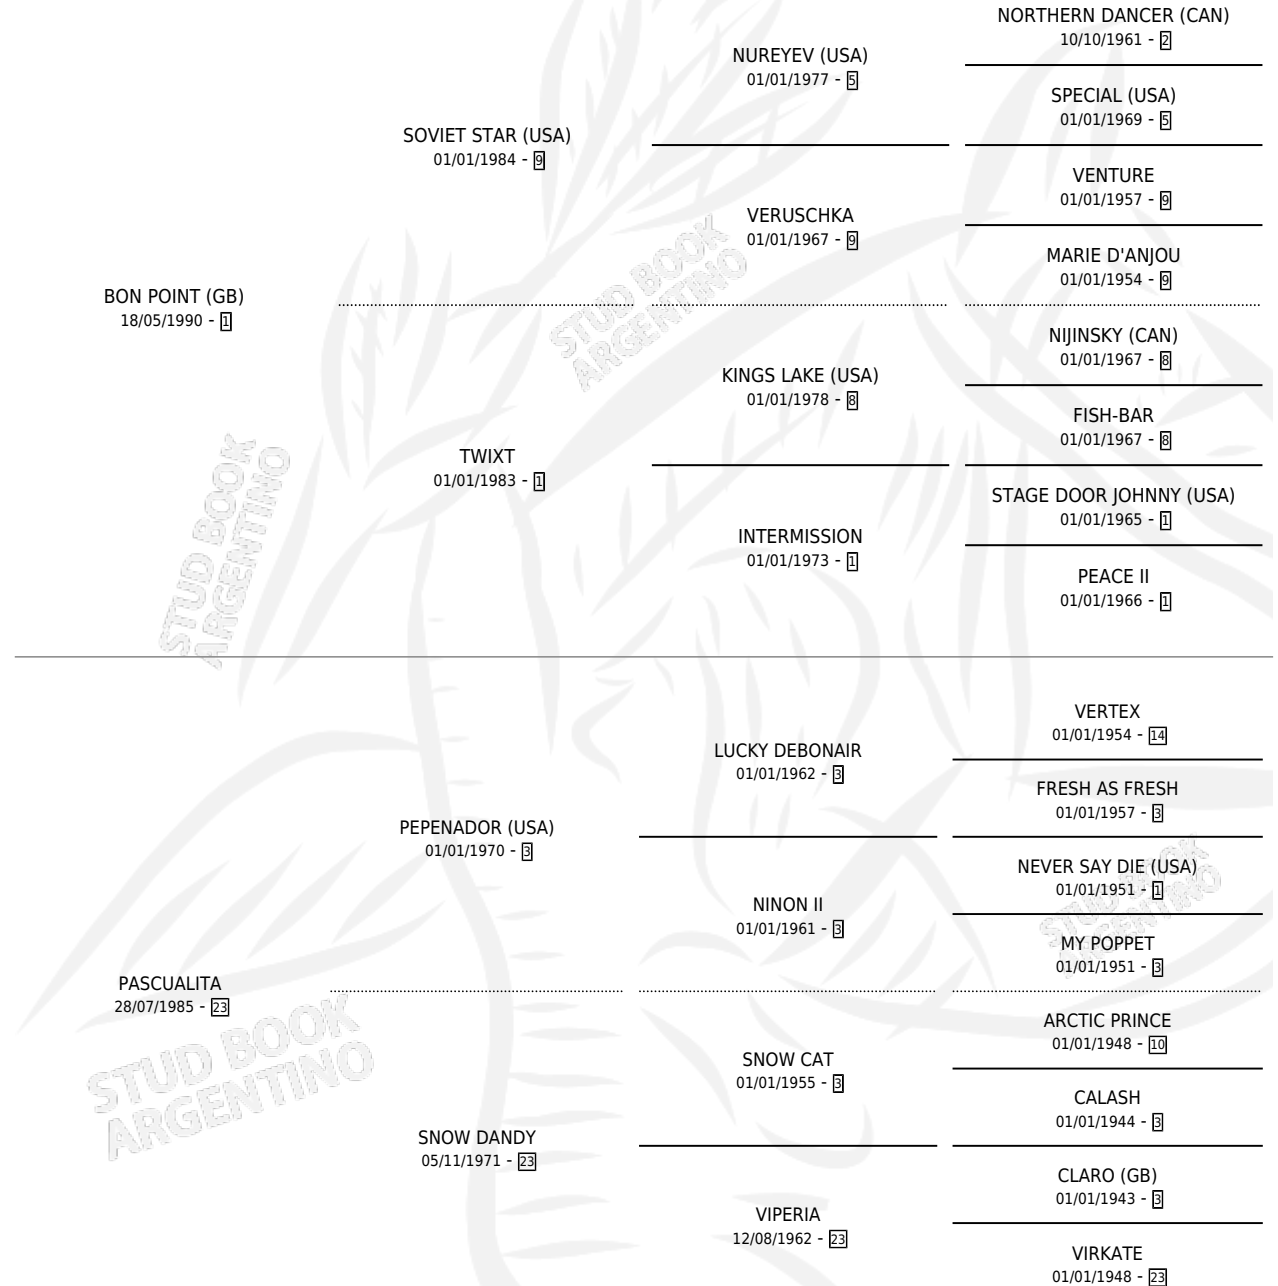 NORTHERN DANCER (CAN)
10/10/1961 - 2
NUREYEV (USA)
01/01/1977 - 5
SPECIAL (USA)
01/01/1969 - 5
SOVIET STAR (USA)
01/01/1984 - 9
VENTURE
01/01/1957 - 9
VERUSCHKA
01/01/1967 - 9
MARIE D'ANJOU
01/01/1954 - 9
BON POINT (GB)
18/05/1990 - 1
NIJINSKY (CAN)
01/01/1967 - 8
KINGS LAKE (USA)
01/01/1978 - 8
FISH-BAR
01/01/1967 - 8
TWIXT
01/01/1983 - 1
STAGE DOOR JOHNNY (USA)
01/01/1965 - 1
INTERMISSION
01/01/1973 - 1
PEACE II
01/01/1966 - 1
VERTEX
01/01/1954 - 14
LUCKY DEBONAIR
01/01/1962 - 3
FRESH AS FRESH
01/01/1957 - 3
PEPENADOR (USA)
01/01/1970 - 3
NEVER SAY DIE (USA)
01/01/1951 - 1
NINON II
01/01/1961 - 3
MY POPPET
01/01/1951 - 3
PASCUALITA
28/07/1985 - 23
ARCTIC PRINCE
01/01/1948 - 10
SNOW CAT
01/01/1955 - 3
CALASH
01/01/1944 - 3
SNOW DANDY
05/11/1971 - 23
CLARO (GB)
01/01/1943 - 3
VIPERIA
12/08/1962 - 23
VIRKATE
01/01/1948 - 23
STUD BOOK
ARGENTINO
STUD BOOK
ARGENTINO
STUD BOOK
ARGENTINO
STUD BOOK
ARGENTINO